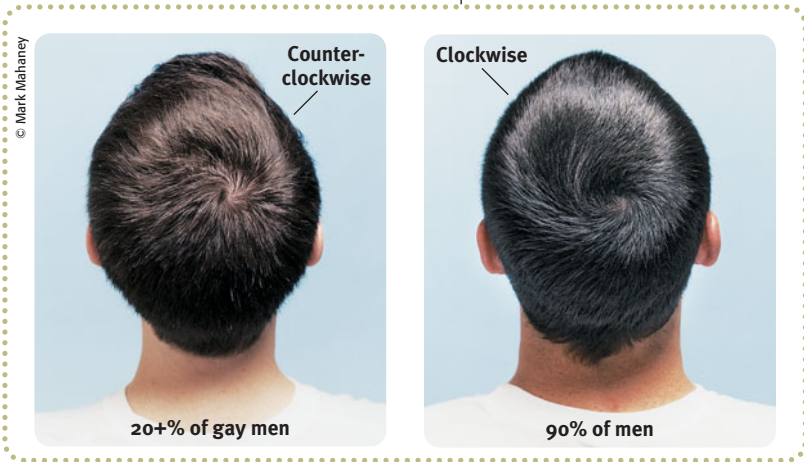 © Mark Mahaney
Counter-
clockwise
20+% of gay men
Clockwise
90% of men